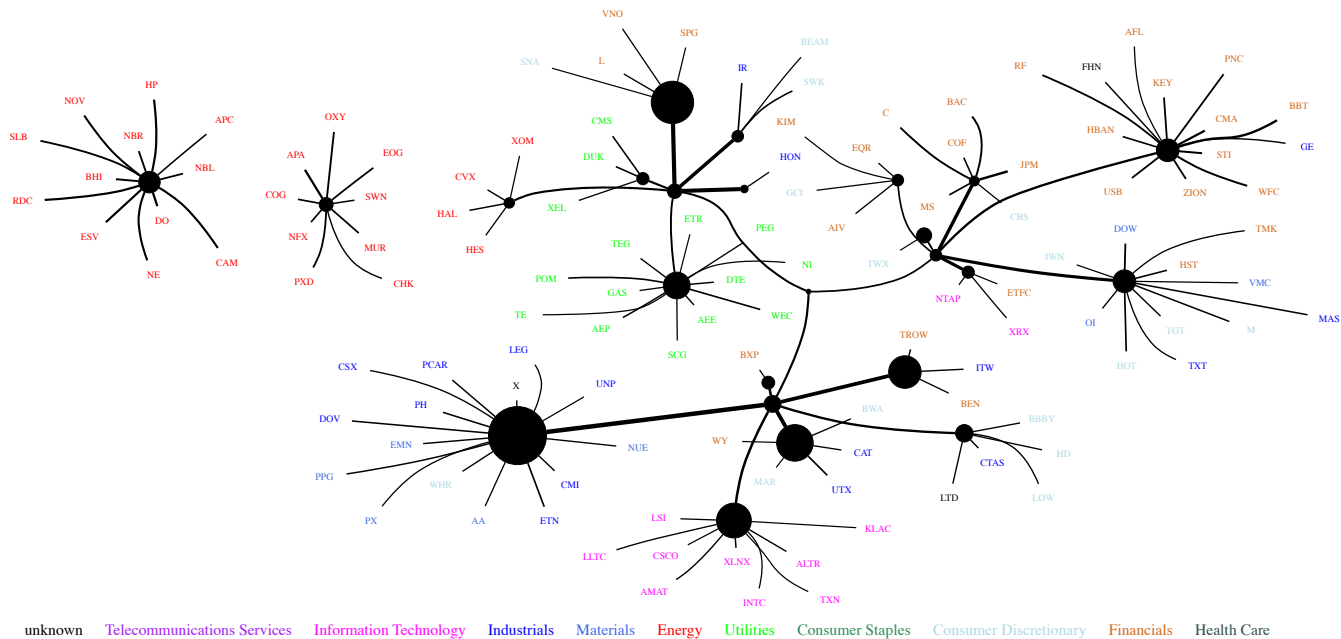 VNO
SPG
BEAM
AFL
SNA
L
IR
SWK
RF
FHN
PNC
KEY
NOV
HP
BAC
C
BBT
SLB
NBR
APC
OXY
CMS
KIM
HBAN
CMA
GE
XOM
DUK
HON
EQR
COF
JPM
STI
BHI
NBL
APA
EOG
CVX
GCI
USB
ZION
WFC
RDC
DO
COG
SWN
HAL
XEL
MS
CBS
ESV
NFX
MUR
HES
ETR
PEG
AIV
DOW
TMK
NE
CAM
PXD
CHK
TEG
NI
TWX
JWN
HST
POM
GAS
DTE
NTAP
ETFC
VMC
TE
AEP
AEE
WEC
XRX
OI
TGT
M
MAS
SCG
BXP
TROW
HOT
TXT
CSX
PCAR
LEG
X
UNP
ITW
DOV
PH
BWA
BEN
BBBY
EMN
NUE
WY
CAT
CTAS
HD
PPG
WHR
CMI
MAR
UTX
LTD
LOW
PX
AA
ETN
LSI
KLAC
LLTC
CSCO
XLNX
ALTR
AMAT
INTC
TXN
unknown Telecommunications Services Information Technology Industrials Materials Energy Utilities Consumer Staples Consumer Discretionary Financials Health Care